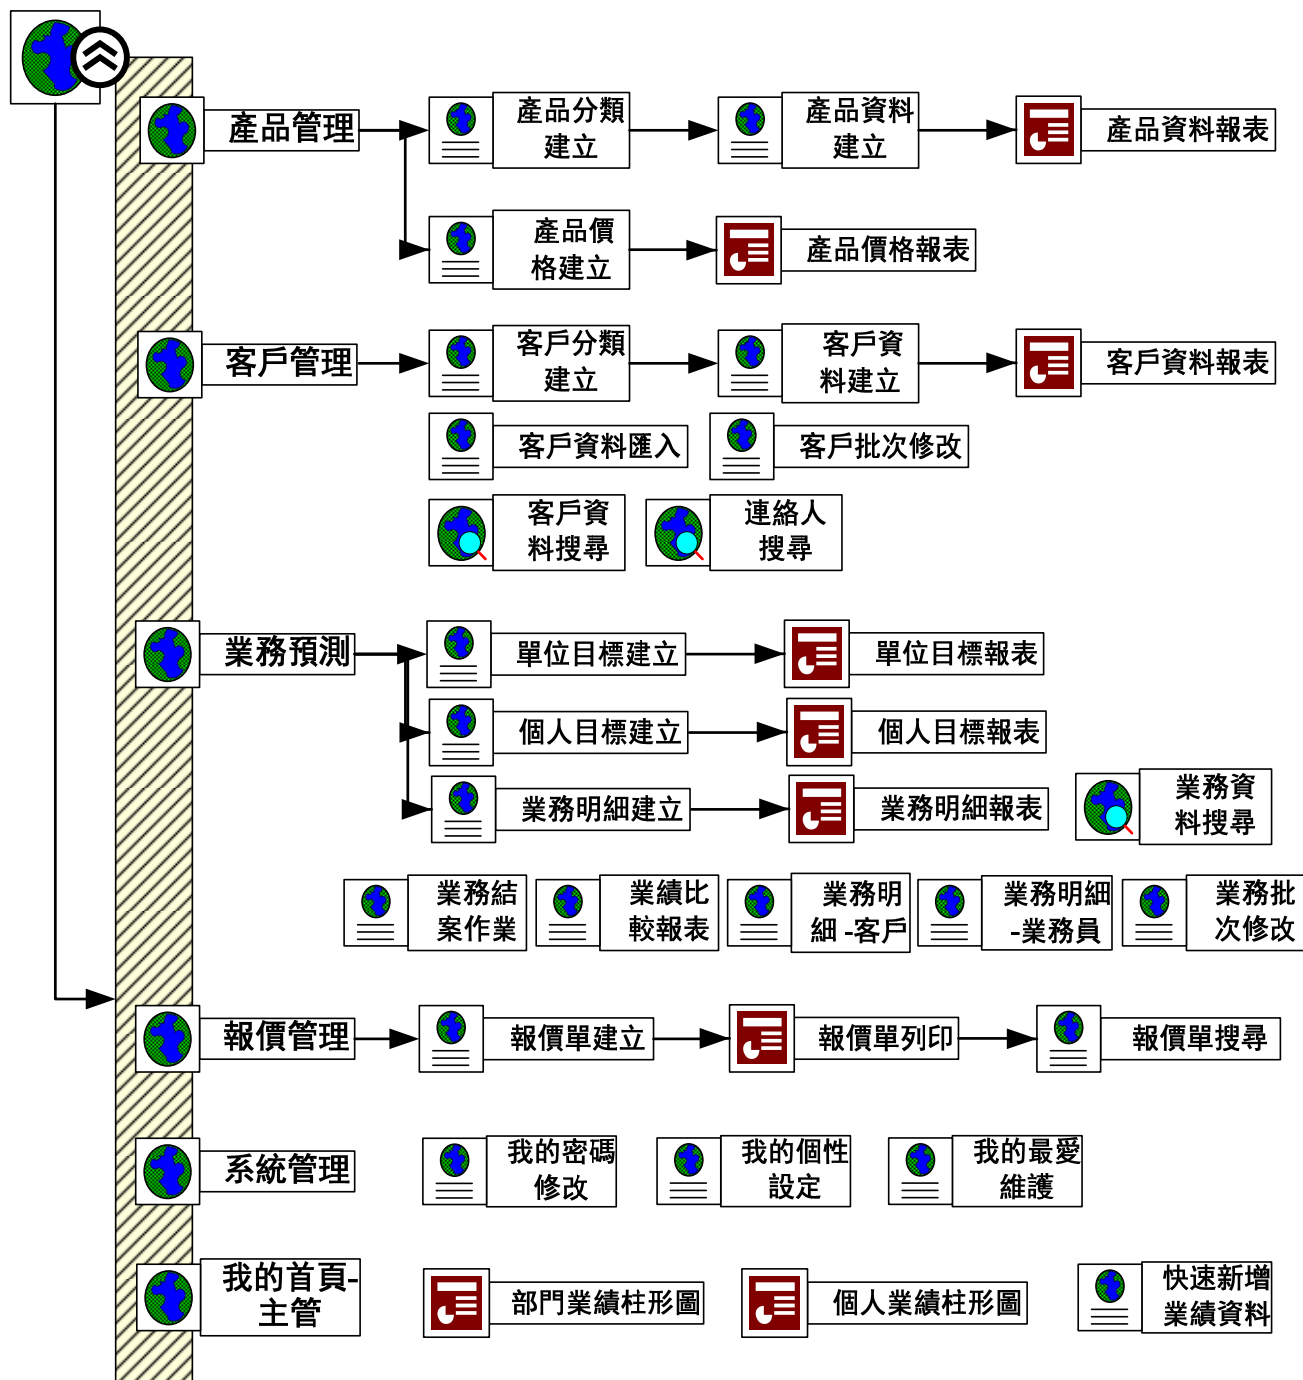 產品管理
產品分類
建立
產品資料
建立
產品資料報表
產品價
格建立
產品價格報表
客戶管理
客戶分類
建立
客戶資
料建立
客戶資料報表
客戶資料匯入
客戶批次修改
客戶資
料搜尋
連絡人
搜尋
業務預測
單位目標建立
單位目標報表
個人目標建立
個人目標報表
業務明細建立
業務明細報表
業務資
料搜尋
業務結
案作業
業績比
較報表
業務明
細 -客戶
業務明細
-業務員
業務批
次修改
報價管理
報價單建立
報價單列印
報價單搜尋
系統管理
我的密碼
修改
我的個性
設定
我的最愛
維護
我的首頁-
主管
部門業績柱形圖
個人業績柱形圖
快速新增
業績資料